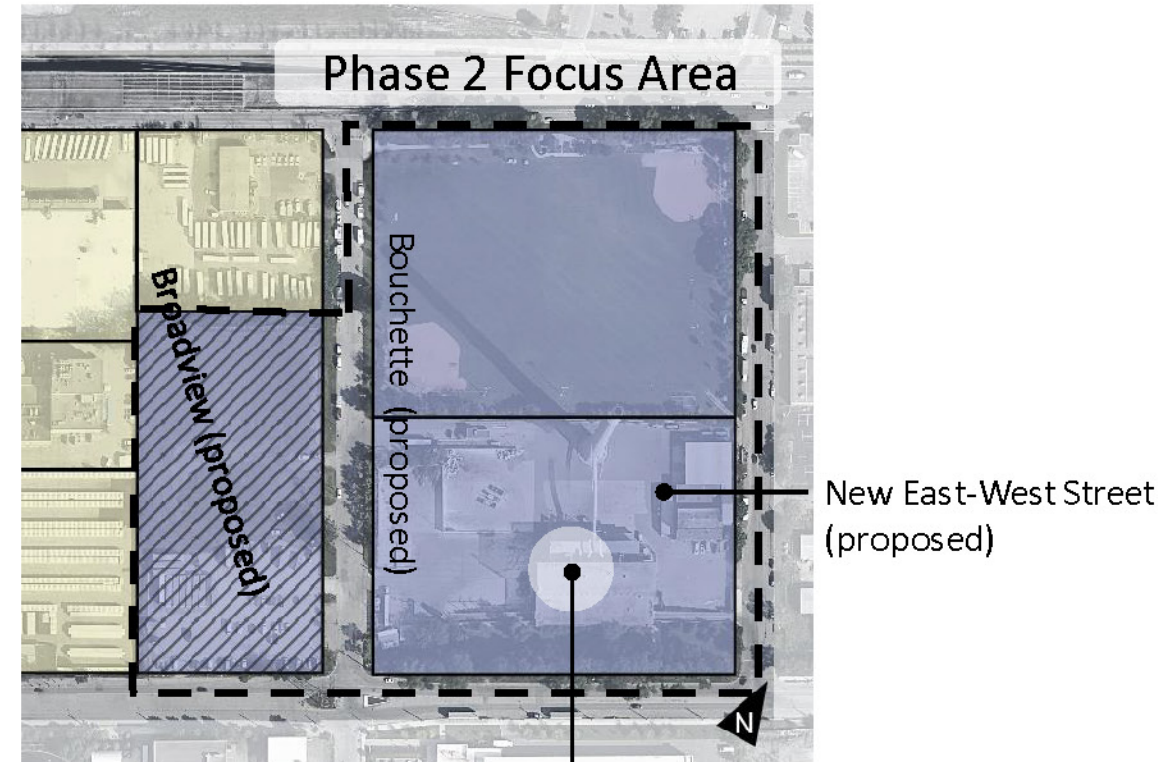 Phase 2 Focus Area
Broadview (proposed)
Bouchette (proposed)
New East-West Street
(proposed)
N